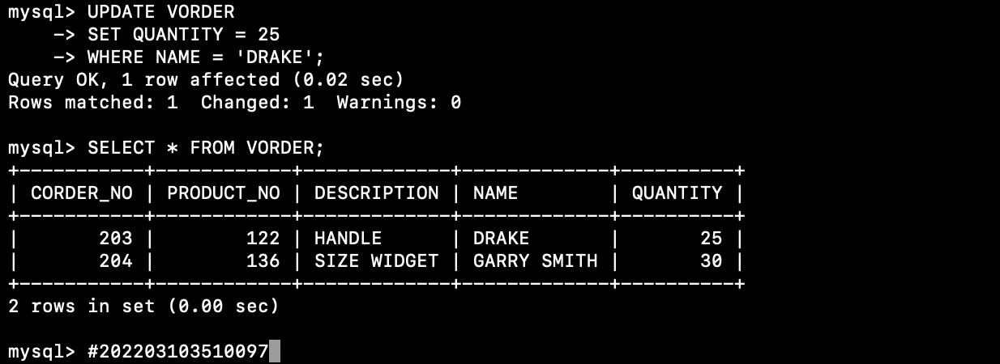 mysql> UPDATE VORDER
    -> SET QUANTITY = 25
    -> WHERE NAME = 'DRAKE';
Query OK, 1 row affected (0.02 sec)
Rows matched: 1  Changed: 1  Warnings: 0

mysql> SELECT * FROM VORDER;
+-----------+------------+-------------+-------------+----------+
| CORDER_NO | PRODUCT_NO | DESCRIPTION | NAME        | QUANTITY |
+-----------+------------+-------------+-------------+----------+
|       203 |        122 | HANDLE      | DRAKE       |       25 |
|       204 |        136 | SIZE WIDGET | GARRY SMITH |       30 |
+-----------+------------+-------------+-------------+----------+
2 rows in set (0.00 sec)

mysql> #202203103510097